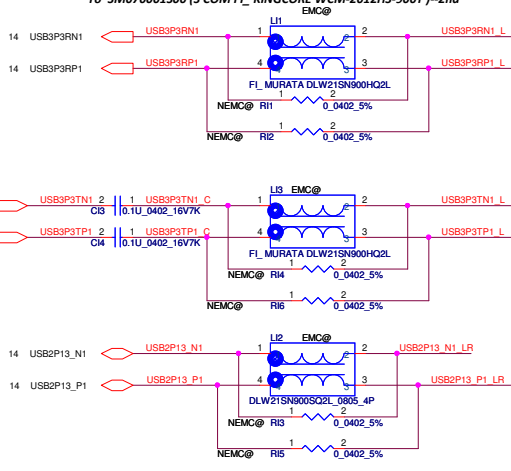 EMC@
LI1
14 USB3P3RN1 USB3P3RN1 1 2 USB3P3RN1_L
14 USB3P3RP1 USB3P3RP1 4 3 USB3P3RP1_L
FI_MURATA DLW21SN900HQ2L
1 2
NEMC@ RI1 0_0402_5%
1 2
NEMC@ RI2 0_0402_5%
LI3 EMC@
USB3P3TN1 2 1 USB3P3TN1_C 1 2 USB3P3TN1_L
CI3 0.1U_0402_16V7K
USB3P3TP1 2 1 USB3P3TP1_C 4 3 USB3P3TP1_L
CI4 0.1U_0402_16V7K
FI_MURATA DLW21SN900HQ2L
1 2
NEMC@ RI4 0_0402_5%
1 2
NEMC@ RI6 0_0402_5%
LI2 EMC@
14 USB2P13_N1 USB2P13_N1 1 2 USB2P13_N1_LR
14 USB2P13_P1 USB2P13_P1 4 3 USB2P13_P1_LR
DLW21SN900SQ2L_0805_4P
1 2
NEMC@ RI3 0_0402_5%
1 2
NEMC@ RI5 0_0402_5%